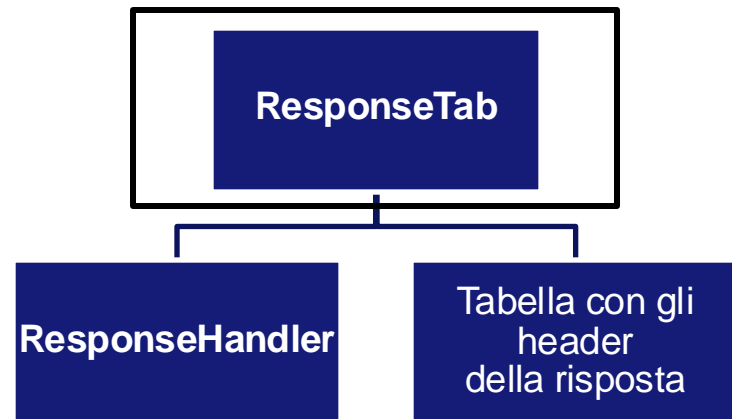 ResponseTab
ResponseHandler
Tabella con gli
header
della risposta